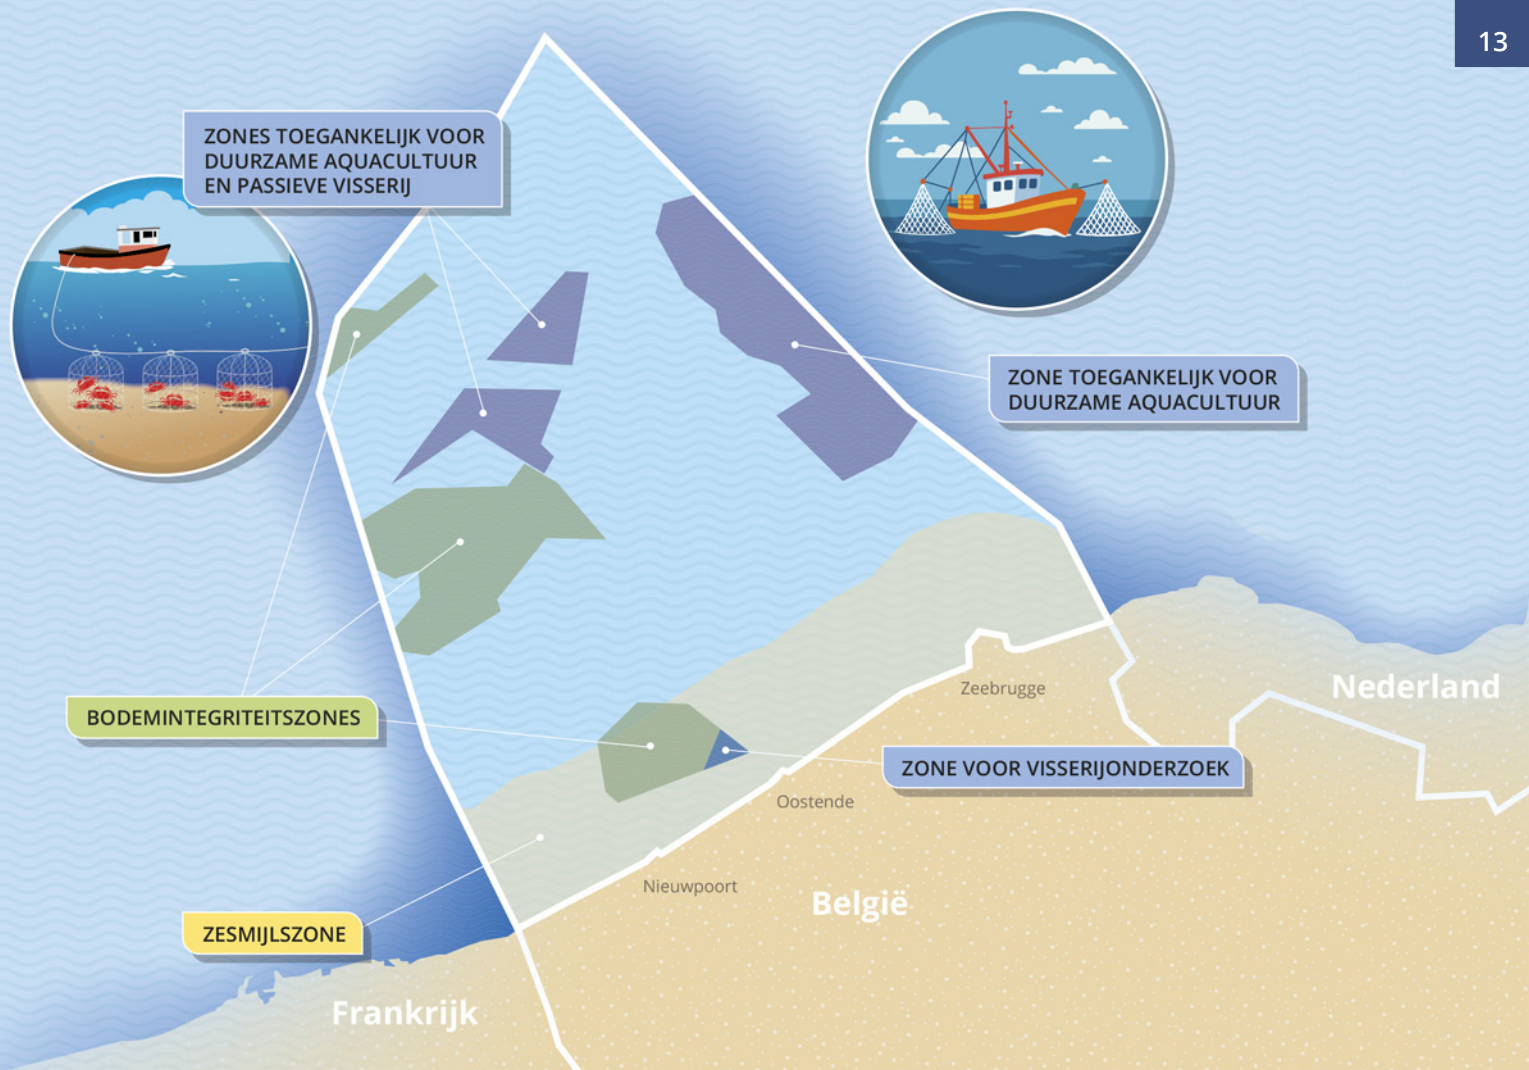 13
ZONES TOEGANKELIJK VOOR
DUURZAME AQUACULTUUR
EN PASSIEVE VISSERIJ
ZONE TOEGANKELIJK VOOR
DUURZAME AQUACULTUUR
Zeebrugge
Nederland
BODEMINTEGRITEITSZONES
ZONE VOOR VISSERIJONDERZOEK
Oostende
Nieuwpoort
België
ZESMIJLSZONE
Frankrijk